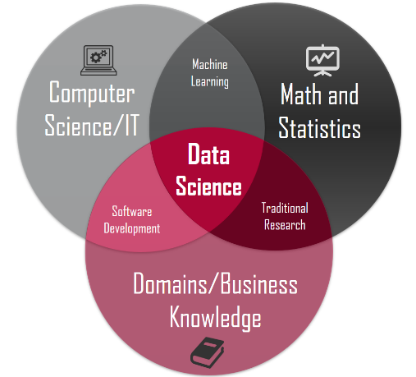 Computer
Science/IT
Machine
Learning
Math and
Statistics
Data
Science
Software
Development
Traditional
Research
Domains/Business
Knowledge